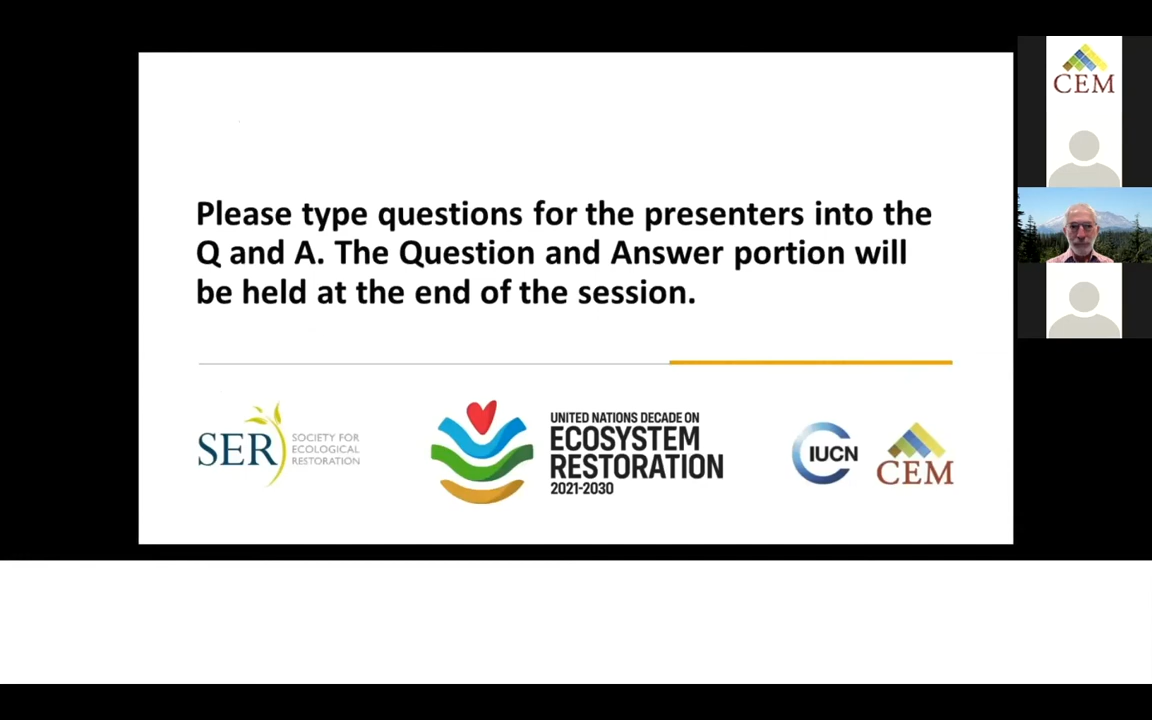 CEM
Please type questions for the presenters into the
Q and A. The Question and Answer portion will
be held at the end of the session.
SER
SOCIETY FOR
ECOLOGICAL
RESTORATION
UNITED NATIONS DECADE ON
ECOSYSTEM
RESTORATION
2021-2030
IUCN
CEM